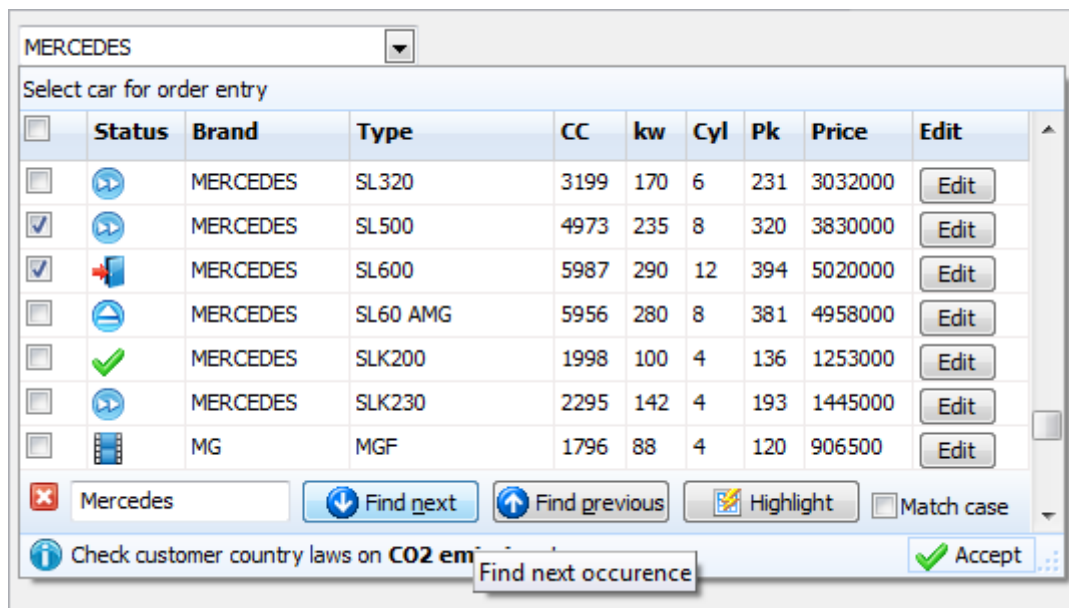 MERCEDES
Select car for order entry
Status Brand Type CC kw Cyl Pk Price Edit
MERCEDES SL320 3199 170 6 231 3032000 Edit
MERCEDES SL500 4973 235 8 320 3830000 Edit
MERCEDES SL600 5987 290 12 394 5020000 Edit
MERCEDES SL60 AMG 5956 280 8 381 4958000 Edit
MERCEDES SLK200 1998 100 4 136 1253000 Edit
MERCEDES SLK230 2295 142 4 193 1445000 Edit
MG MGF 1796 88 4 120 906500 Edit
Mercedes Find next Find previous Highlight Match case
Check customer country laws on CO2 Accept
Find next occurence